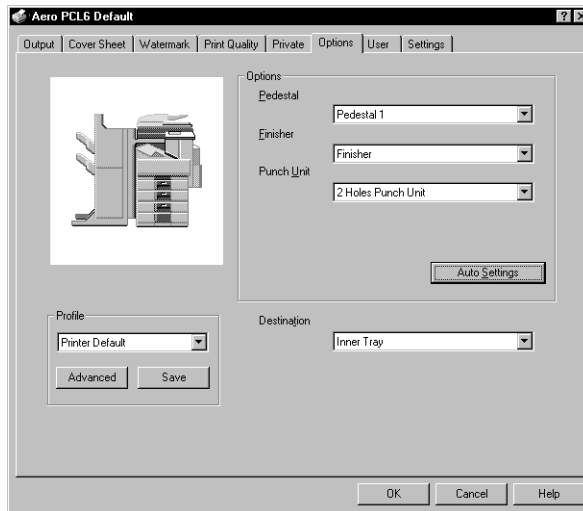 Aero PCL6 Default
Output Cover Sheet Watermark Print Quality Private Options User Settings
Options
Pedestal
Pedestal 1
Finisher
Finisher
Punch Unit
2 Holes Punch Unit
Auto Settings
Profile
Printer Default
Advanced Save
Destination
Inner Tray
OK Cancel Help